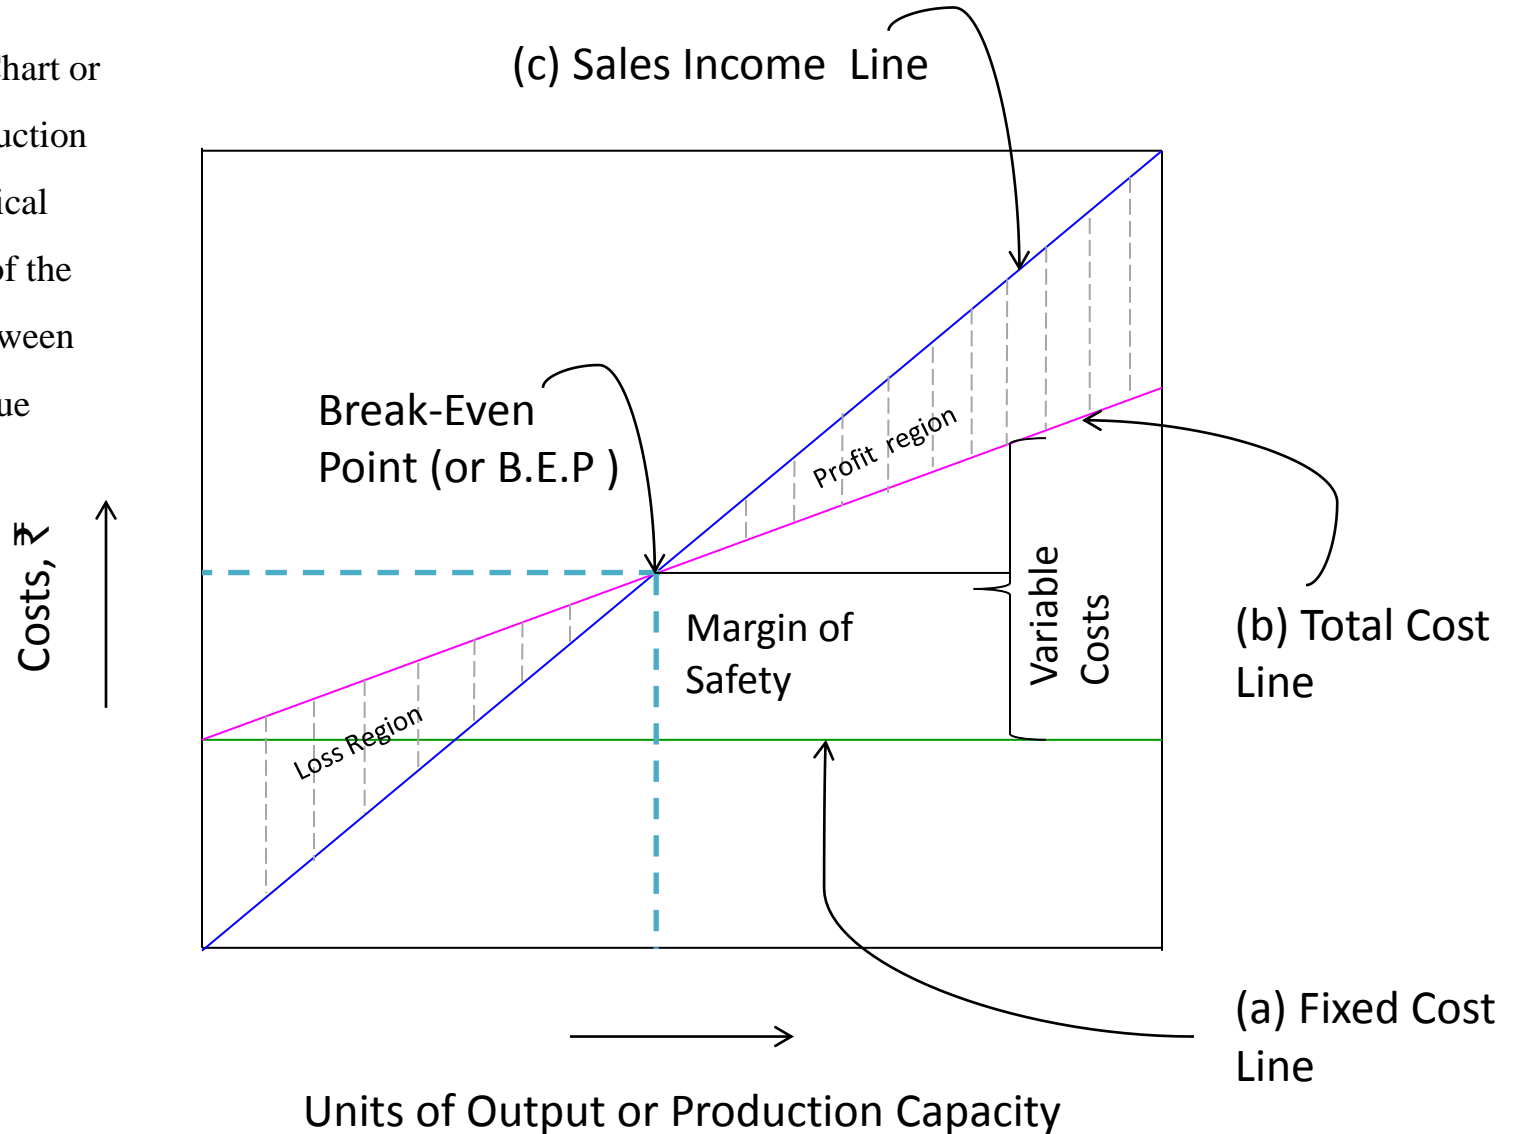 Chart or
uction
ical
of the
ween
ue
(c) Sales Income Line
Break-Even
Point (or B.E.P )
Profit region
Costs, ₹
Loss Region
Margin of
Safety
Variable
Costs
(b) Total Cost
Line
(a) Fixed Cost
Line
Units of Output or Production Capacity